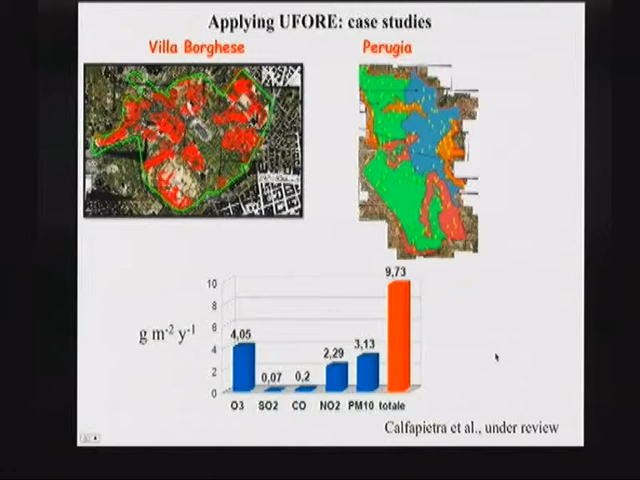 Applying UFORE: case studies
Villa Borghese
Perugia
g m-2 y-1
10
8
6
4
2
0
4,05
0,07
0,2
2,29
3,13
9,73
O3
SO2
CO
NO2
PM10
totale
Calfapietra et al., under review